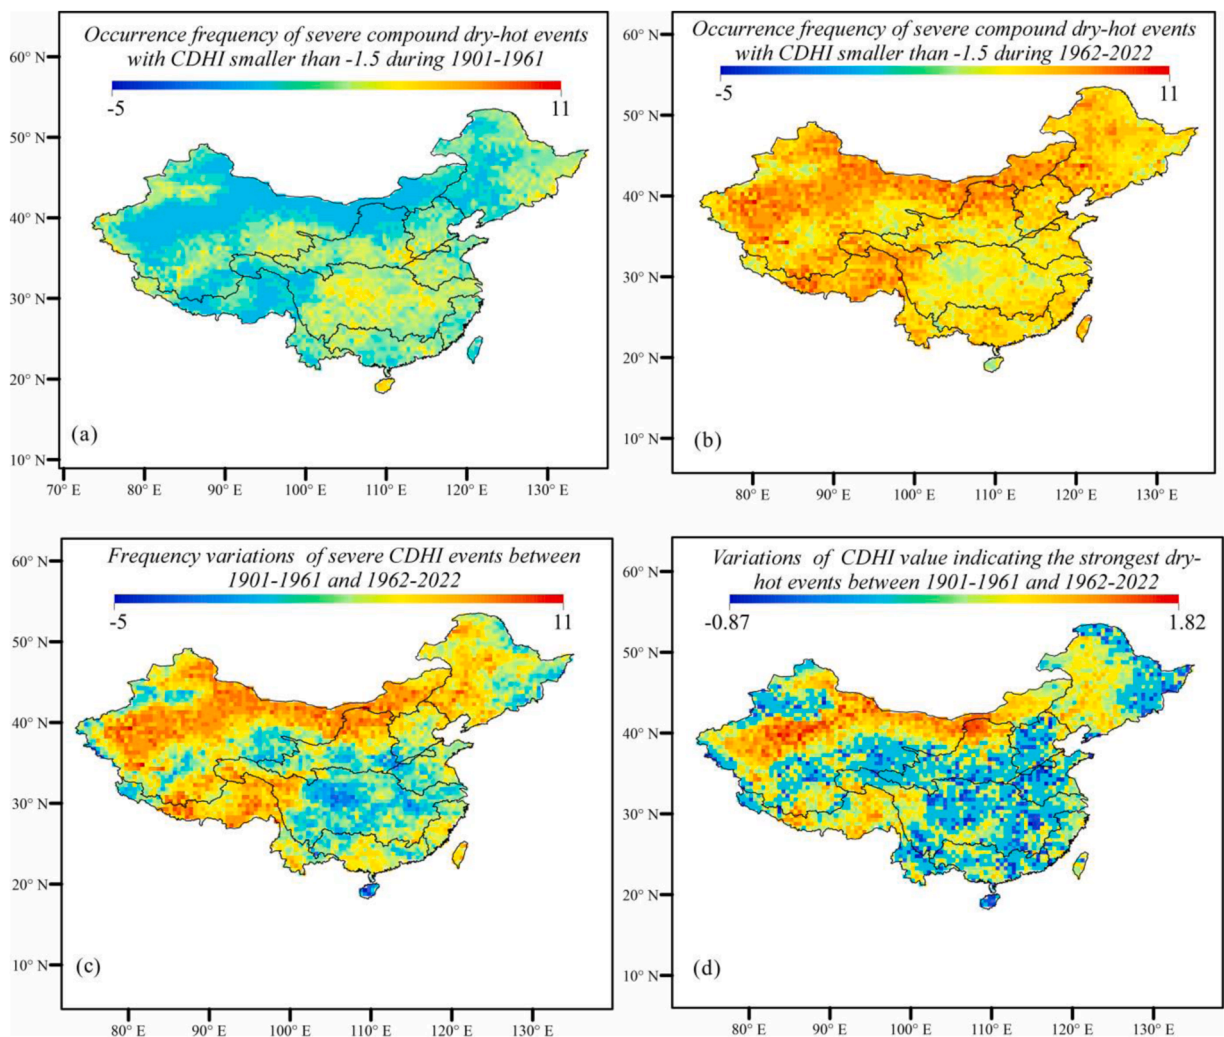 Occurrence frequency of severe compound dry-hot events
with CDHI smaller than -1.5 during 1901-1961
-5
11
60° N
50° N
40° N
30° N
20° N
10° N
(a)
70° E
80° E
90° E
100° E
110° E
120° E
130° E
Occurrence frequency of severe compound dry-hot events
with CDHI smaller than -1.5 during 1962-2022
-5
11
60° N
50° N
40° N
30° N
20° N
10° N
(b)
80° E
90° E
100° E
110° E
120° E
130° E
Frequency variations of severe CDHI events between
1901-1961 and 1962-2022
-5
11
60° N
50° N
40° N
30° N
20° N
10° N
(c)
80° E
90° E
100° E
110° E
120° E
130° E
Variations of CDHI value indicating the strongest dry-
hot events between 1901-1961 and 1962-2022
-0.87
1.82
60° N
50° N
40° N
30° N
20° N
10° N
(d)
80° E
90° E
100° E
110° E
120° E
130° E